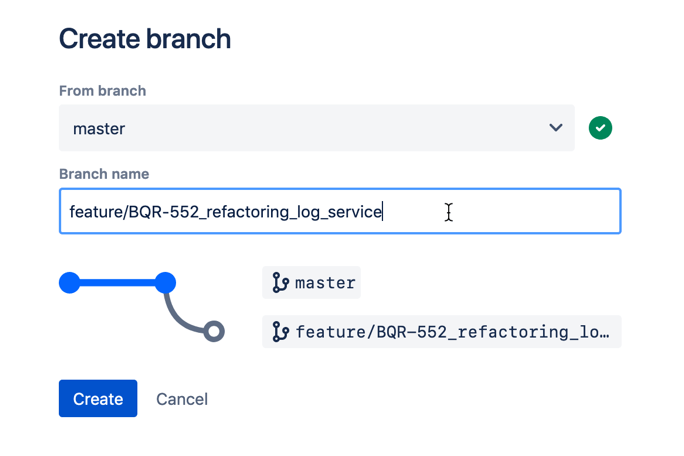 Create branch
From branch
master
Branch name
feature/BQR-552_refactoring_log_service
master
feature/BQR-552_refactoring_lo…
Create Cancel